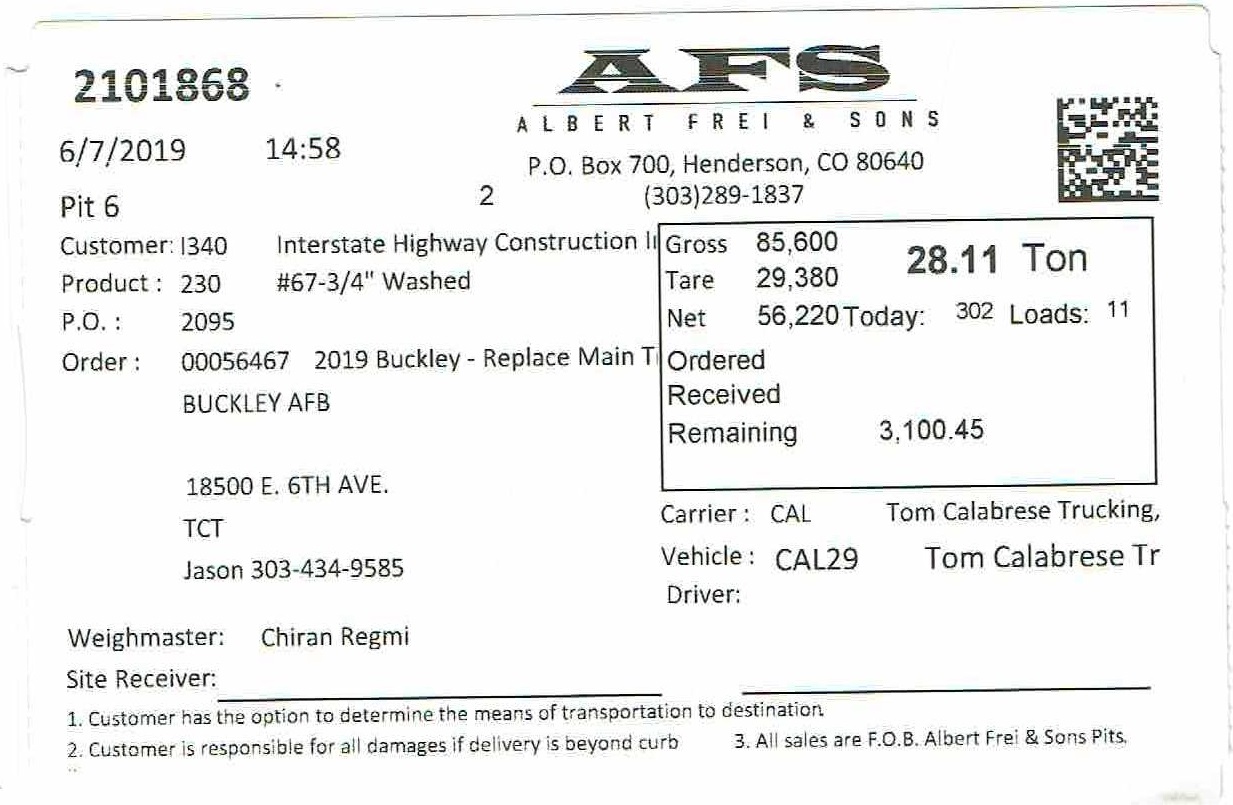 2101868
AFS
ALBERT FREI & SONS
6/7/2019 14:58
P.O. Box 700, Henderson, CO 80640
(303)289-1837
Pit 6 2
Customer: I340 Interstate Highway Construction I
Product : 230 #67-3/4" Washed
P.O. : 2095
Order : 00056467 2019 Buckley - Replace Main T
BUCKLEY AFB
18500 E. 6TH AVE.
TCT
Jason 303-434-9585
Gross 85,600 28.11 Ton
Tare 29,380
Net 56,220 Today: 302 Loads: 11
Ordered
Received
Remaining 3,100.45
Carrier : CAL Tom Calabrese Trucking,
Vehicle : CAL29 Tom Calabrese Tr
Driver:
Weighmaster: Chiran Regmi
Site Receiver:
1. Customer has the option to determine the means of transportation to destination.
2. Customer is responsible for all damages if delivery is beyond curb
3. All sales are F.O.B. Albert Frei & Sons Pits.